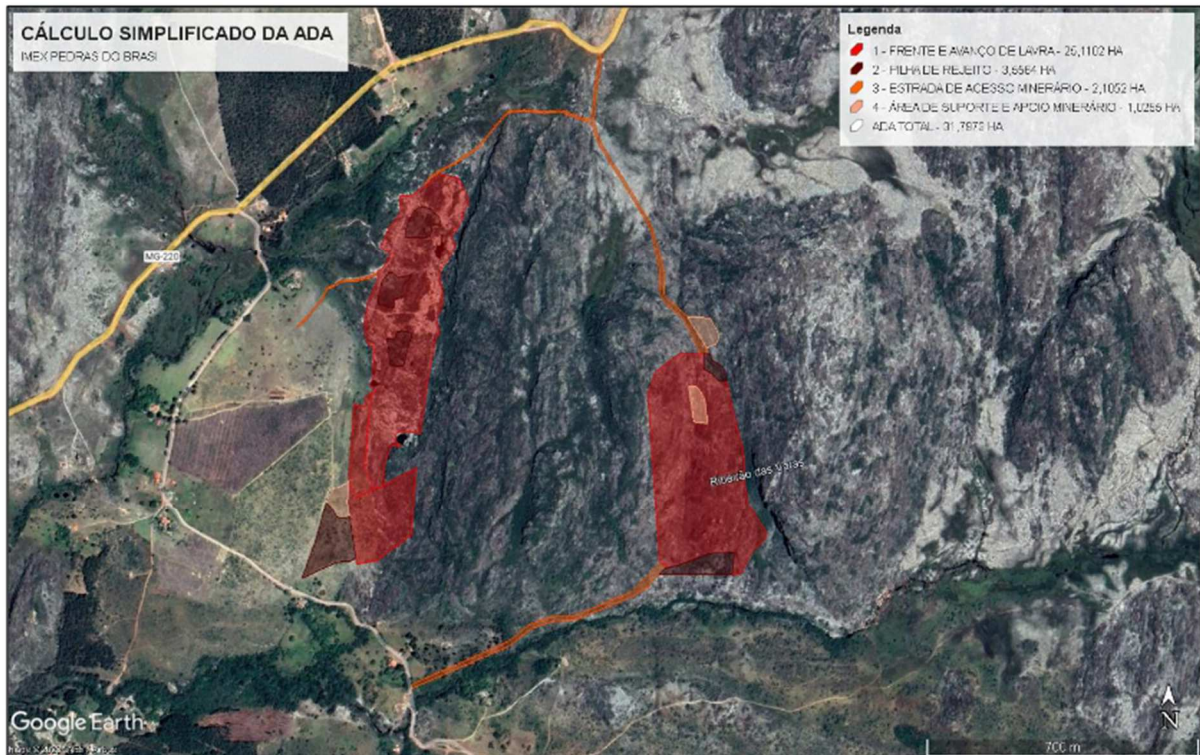 CÁLCULO SIMPLIFICADO DA ADA
IMEX PEDRAS DO BRASIL
Legenda
1 - FRENTE E AVANÇO DE LAVRA - 25,1102 HA
2 - PILHA DE REJEITO - 3,5564 HA
3 - ESTRADA DE ACESSO MINERÁRIO - 2,1052 HA
4 - ÁREA DE SUPORTE E APOIO MINERÁRIO - 1,0255 HA
ADA TOTAL - 31,7973 HA
MG-220
Ribeirão das Varas
Google Earth
N
700 m